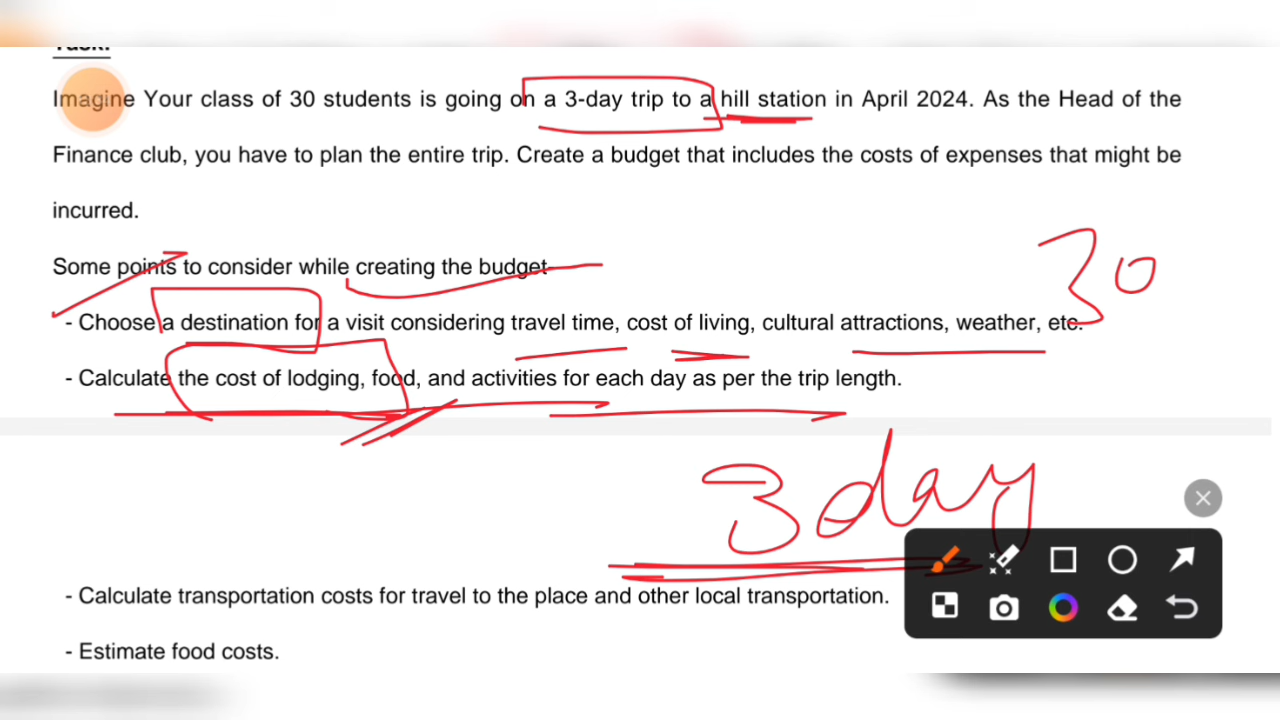 Imagine Your class of 30 students is going on a 3-day trip to a hill station in April 2024. As the Head of the
Finance club, you have to plan the entire trip. Create a budget that includes the costs of expenses that might be
incurred.
Some points to consider while creating the budget-
30
- Choose a destination for a visit considering travel time, cost of living, cultural attractions, weather, etc.
- Calculate the cost of lodging, food, and activities for each day as per the trip length.
3 day
- Calculate transportation costs for travel to the place and other local transportation.
- Estimate food costs.